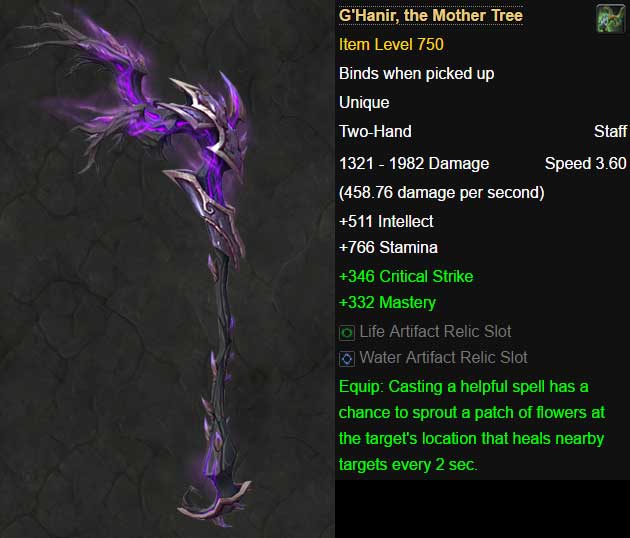 G'Hanir, the Mother Tree
Item Level 750
Binds when picked up
Unique
Two-Hand Staff
1321 - 1982 Damage Speed 3.60
(458.76 damage per second)
+511 Intellect
+766 Stamina
+346 Critical Strike
+332 Mastery
Life Artifact Relic Slot
Water Artifact Relic Slot
Equip: Casting a helpful spell has a
chance to sprout a patch of flowers at
the target's location that heals nearby
targets every 2 sec.